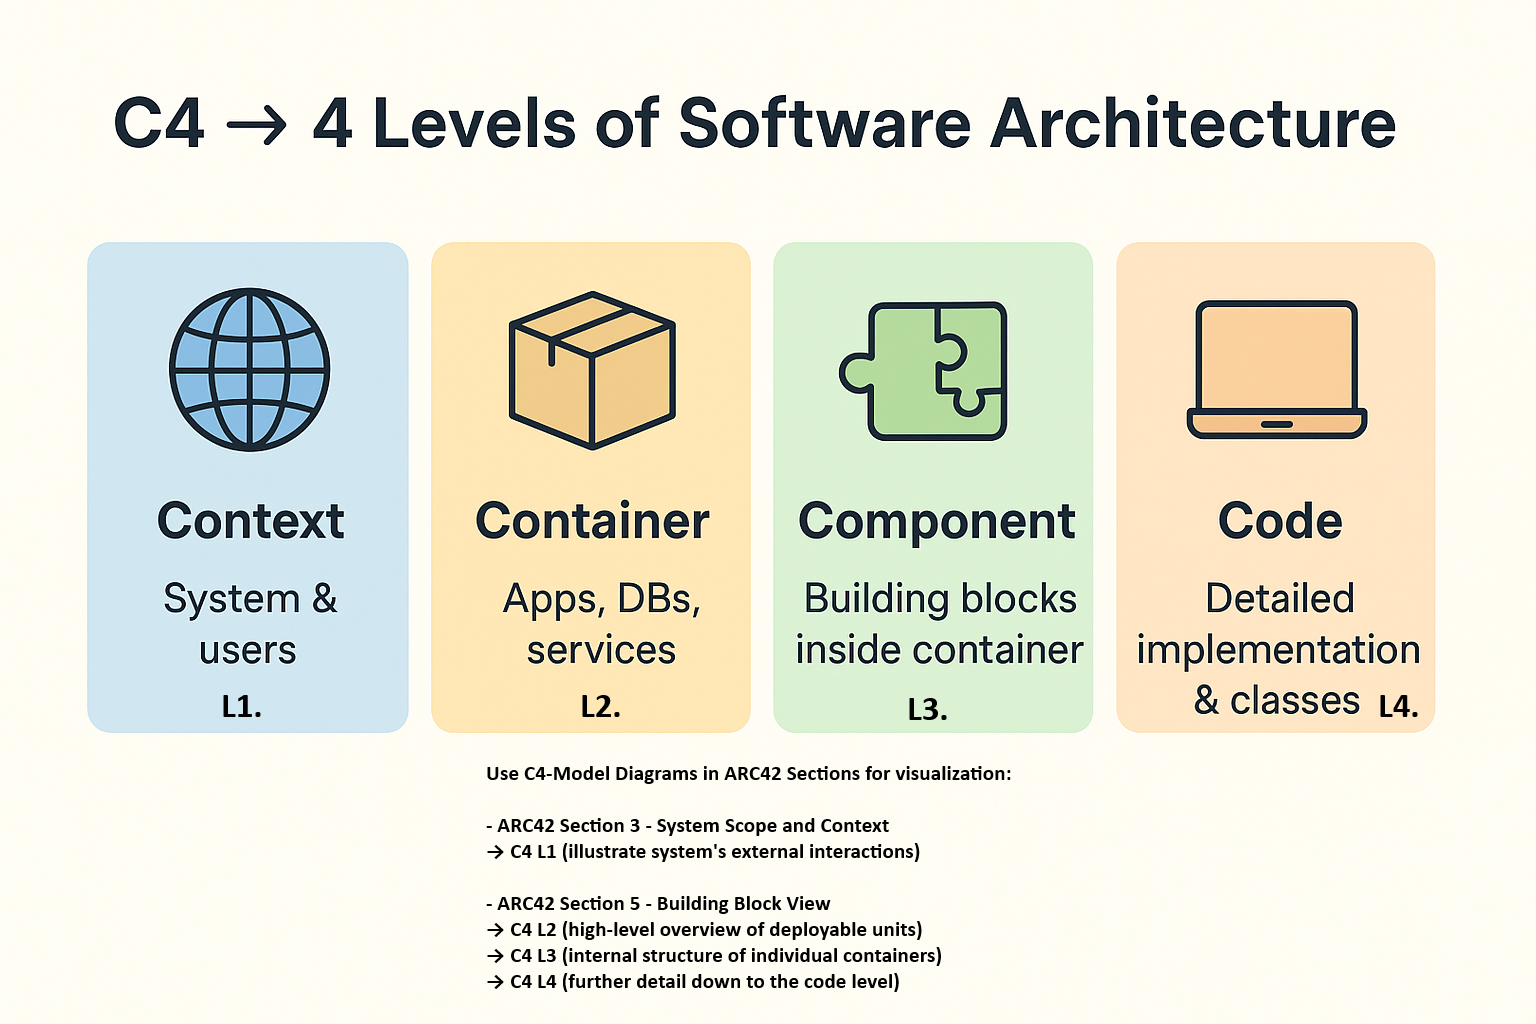 C4 → 4 Levels of Software Architecture
Context
System &
users
L1.
Container
Apps, DBs,
services
L2.
Component
Building blocks
inside container
L3.
Code
Detailed
implementation
& classes L4.
Use C4-Model Diagrams in ARC42 Sections for visualization:
- ARC42 Section 3 - System Scope and Context
→ C4 L1 (illustrate system's external interactions)
- ARC42 Section 5 - Building Block View
→ C4 L2 (high-level overview of deployable units)
→ C4 L3 (internal structure of individual containers)
→ C4 L4 (further detail down to the code level)